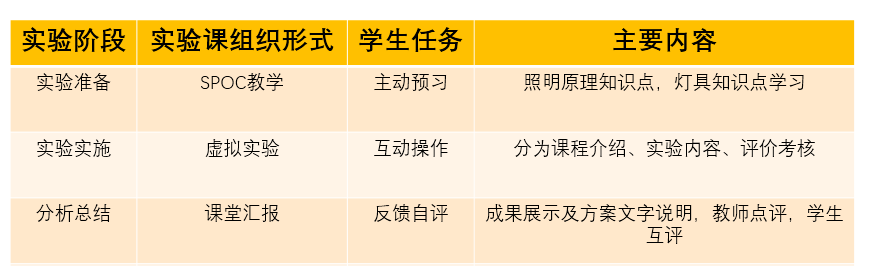 实验阶段 实验课组织形式 学生任务 主要内容
实验准备 SPOC教学 主动预习 照明原理知识点，灯具知识点学习
实验实施 虚拟实验 互动操作 分为课程介绍、实验内容、评价考核
分析总结 课堂汇报 反馈自评 成果展示及方案文字说明，教师点评，学生
互评